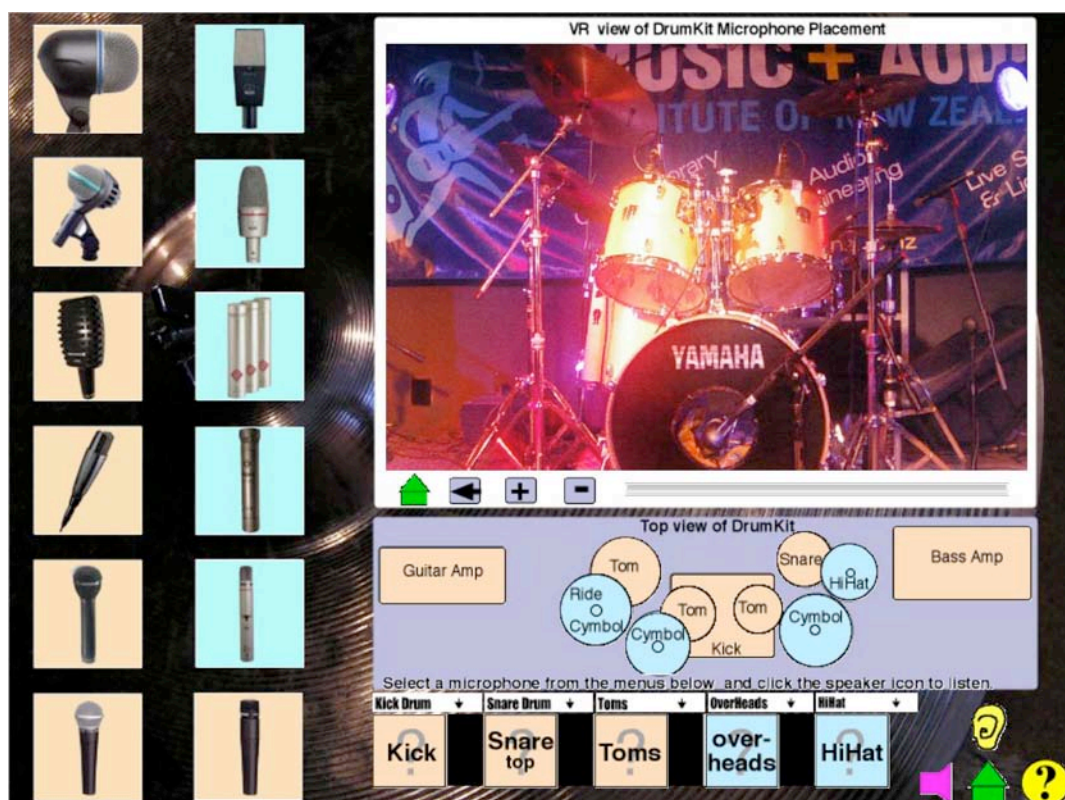 VR view of DrumKit Microphone Placement
MUSIC + AUD
ITUTE OF NEW ZEAL
Audio
Live S
& Li
YAMAHA
+
-
Top view of DrumKit
Guitar Amp
Bass Amp
Tom
Snare
HiHat
Ride
Cymbol
Tom
Tom
Cymbol
Cymbol
Kick
Select a microphone from the menus below, and click the speaker icon to listen.
Kick Drum
Snare Drum
Toms
OverHeads
HiHat
?
?
?
?
?
Kick
Snare
top
Toms
over-
heads
HiHat
?